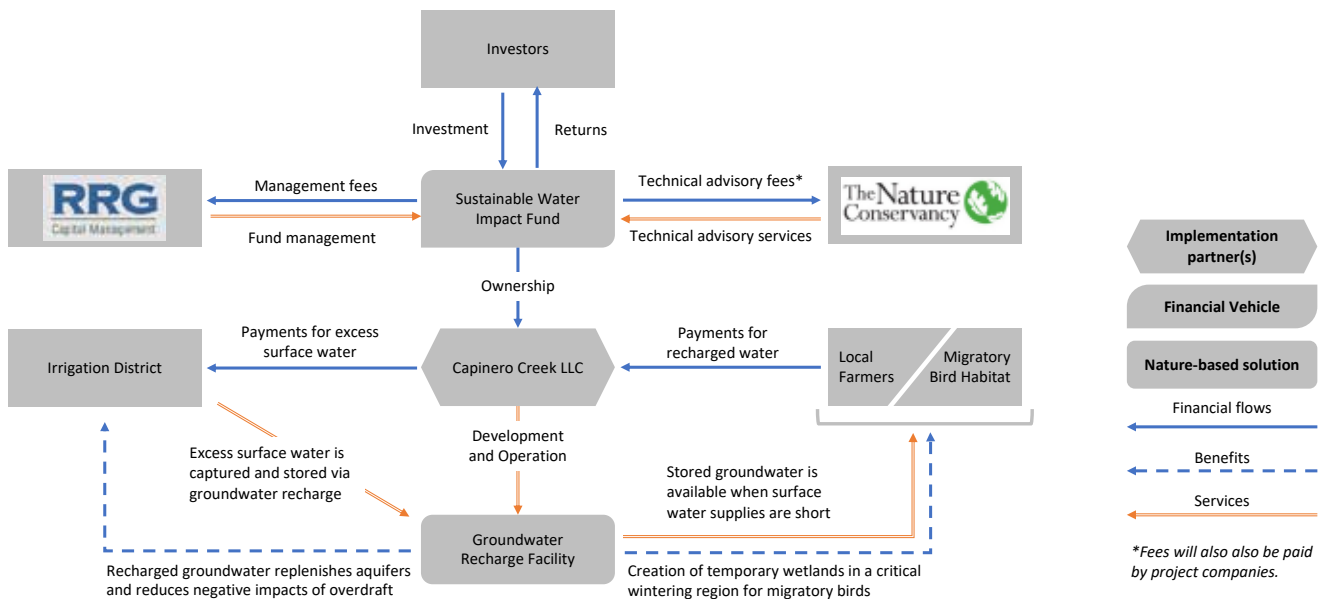 Investors
Investment
Returns
RRG
Capital Management
Management fees
Fund management
Sustainable Water
Impact Fund
Technical advisory fees*
Technical advisory services
The Nature
Conservancy
Ownership
Irrigation District
Payments for excess
surface water
Capinero Creek LLC
Payments for
recharged water
Local
Farmers
Migratory
Bird Habitat
Excess surface water is
captured and stored via
groundwater recharge
Development
and Operation
Stored groundwater is
available when surface
water supplies are short
Groundwater
Recharge Facility
Recharged groundwater replenishes aquifers
and reduces negative impacts of overdraft
Creation of temporary wetlands in a critical
wintering region for migratory birds
Implementation
partner(s)
Financial Vehicle
Nature-based solution
Financial flows
Benefits
Services
*Fees will also also be paid
by project companies.